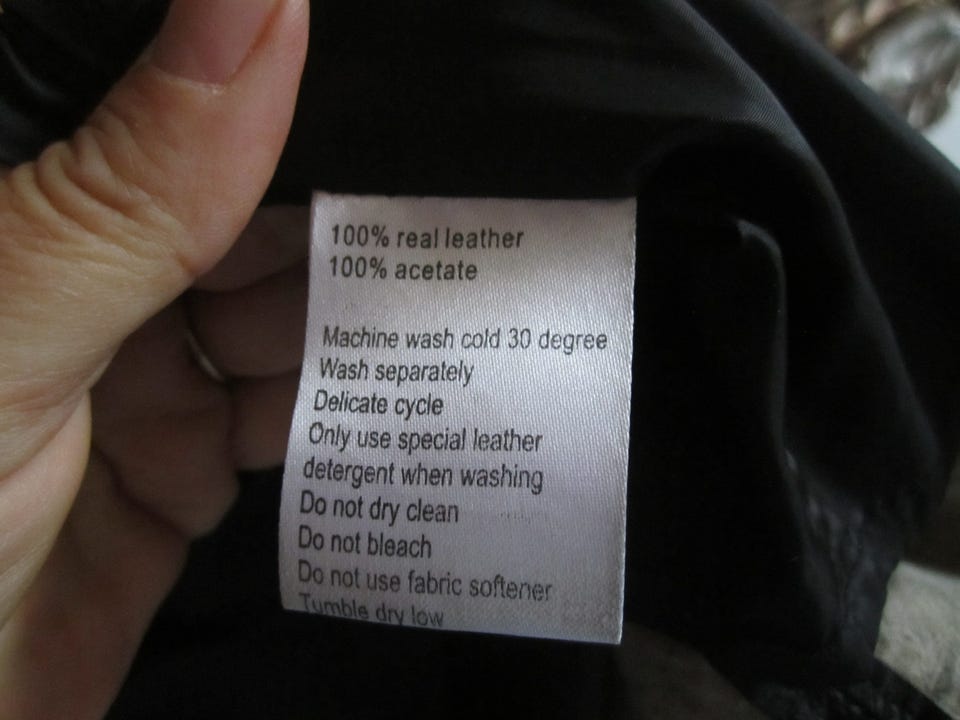 100% real leather
100% acetate
Machine wash cold 30 degree
Wash separately
Delicate cycle
Only use special leather
detergent when washing
Do not dry clean
Do not bleach
Do not use fabric softener
Tumble dry low